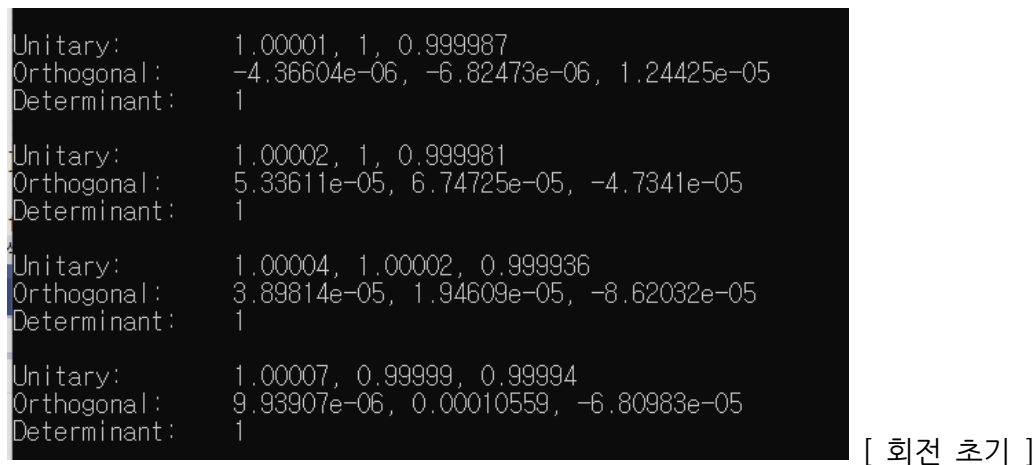 Unitary: 1.00001, 1, 0.999987
Orthogonal: -4.36604e-06, -6.82473e-06, 1.24425e-05
Determinant: 1
Unitary: 1.00002, 1, 0.999981
Orthogonal: 5.33611e-05, 6.74725e-05, -4.7341e-05
Determinant: 1
Unitary: 1.00004, 1.00002, 0.999936
Orthogonal: 3.89814e-05, 1.94609e-05, -8.62032e-05
Determinant: 1
Unitary: 1.00007, 0.99999, 0.99994
Orthogonal: 9.93907e-06, 0.00010559, -6.80983e-05
Determinant: 1
[ 회전 초기 ]